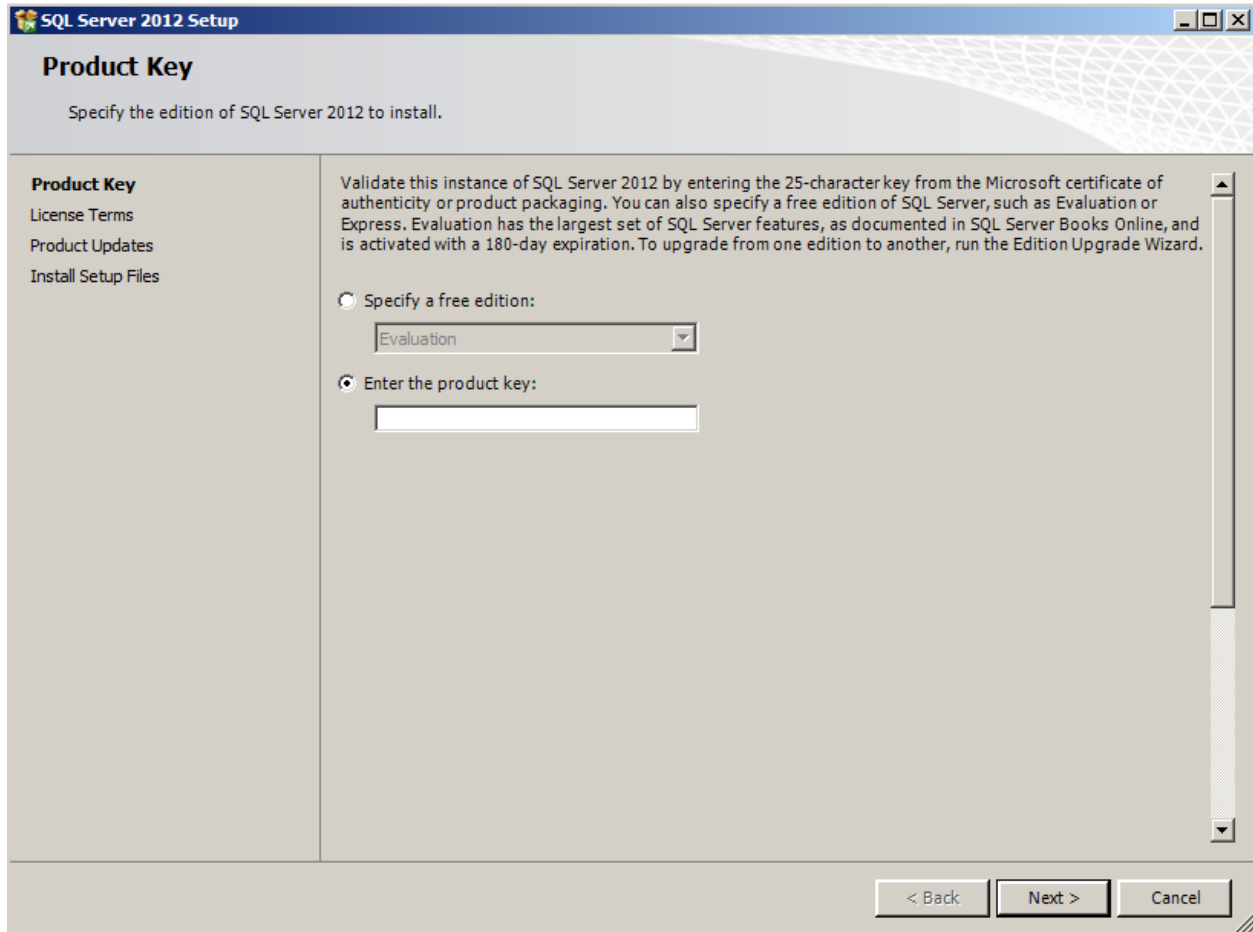 SQL Server 2012 Setup
Product Key
Specify the edition of SQL Server 2012 to install.
Product Key
License Terms
Product Updates
Install Setup Files
Validate this instance of SQL Server 2012 by entering the 25-character key from the Microsoft certificate of
authenticity or product packaging. You can also specify a free edition of SQL Server, such as Evaluation or
Express. Evaluation has the largest set of SQL Server features, as documented in SQL Server Books Online, and
is activated with a 180-day expiration. To upgrade from one edition to another, run the Edition Upgrade Wizard.
Specify a free edition:
Evaluation
Enter the product key:
< Back Next > Cancel